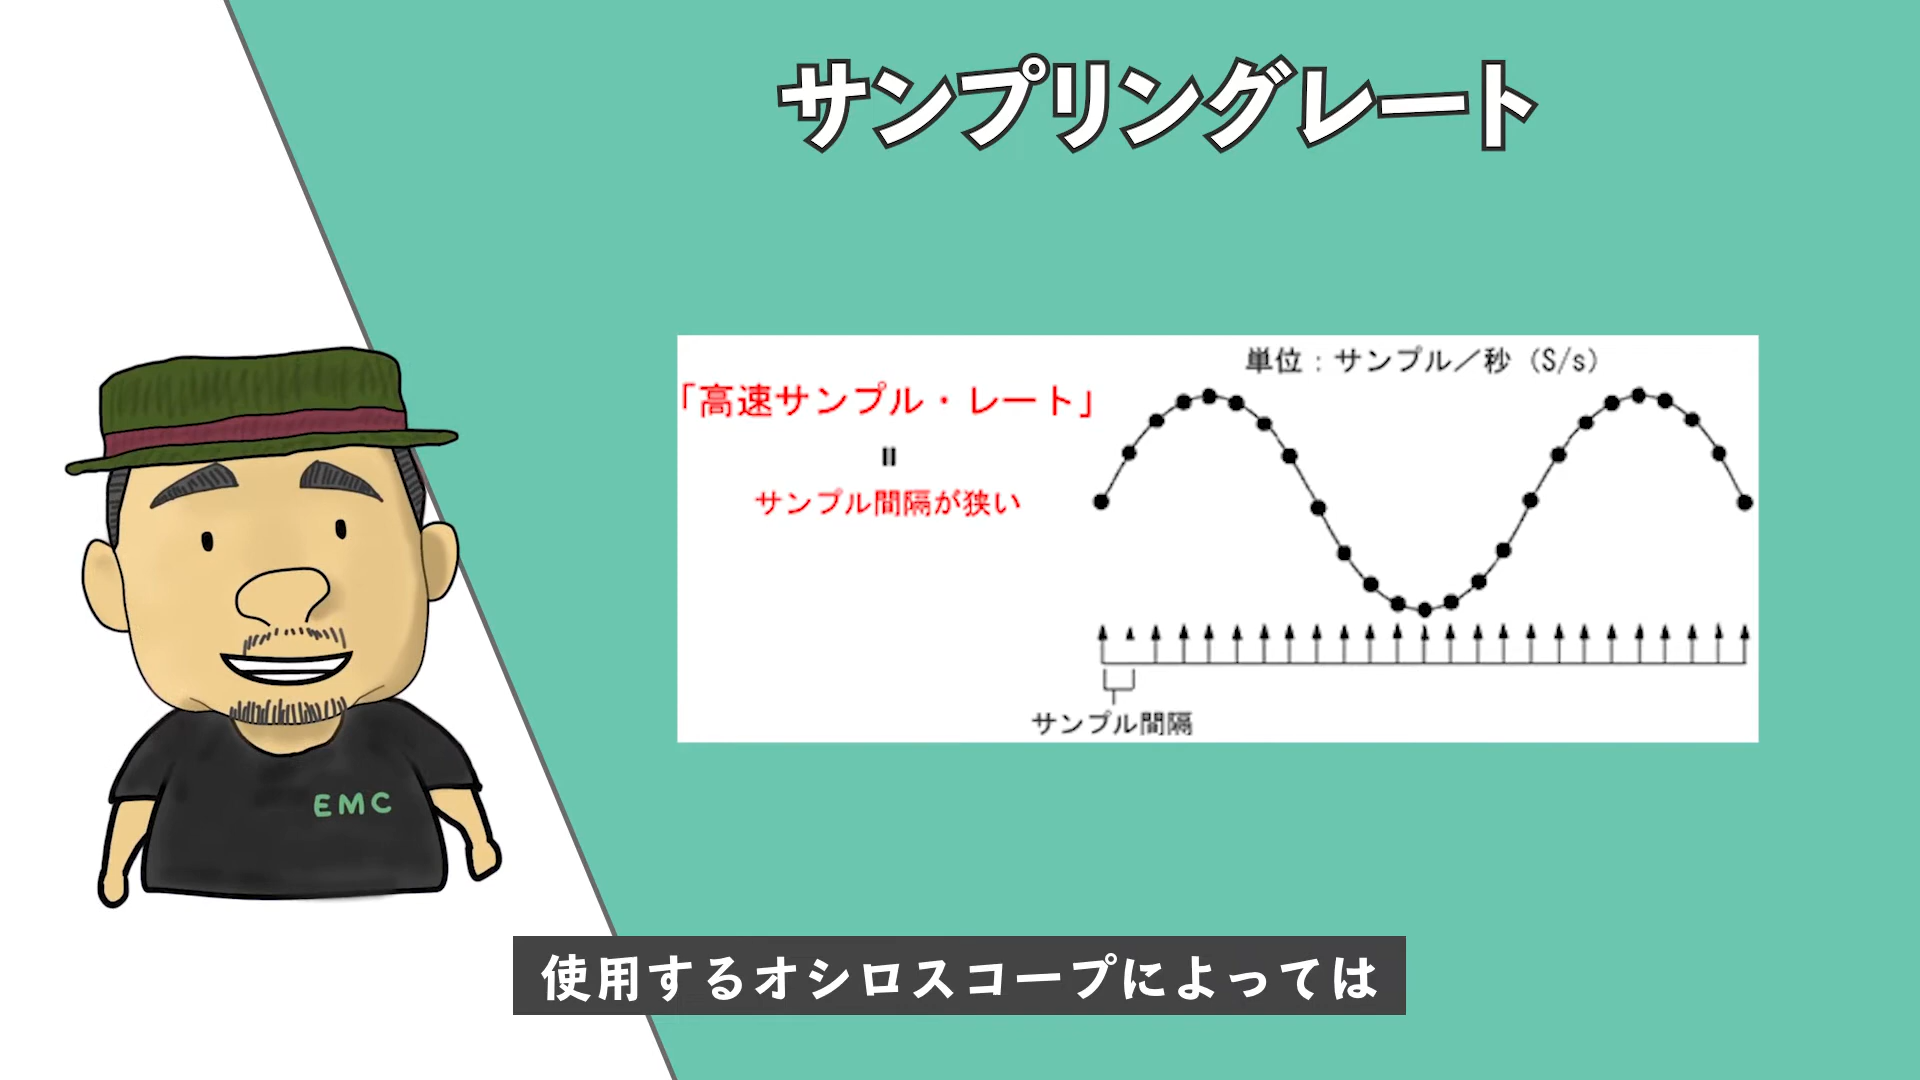 サンプリングレート
単位：サンプル／秒（S/s）
「高速サンプル・レート」
=
サンプル間隔が狭い
サンプル間隔
EMC
使用するオシロスコープによっては